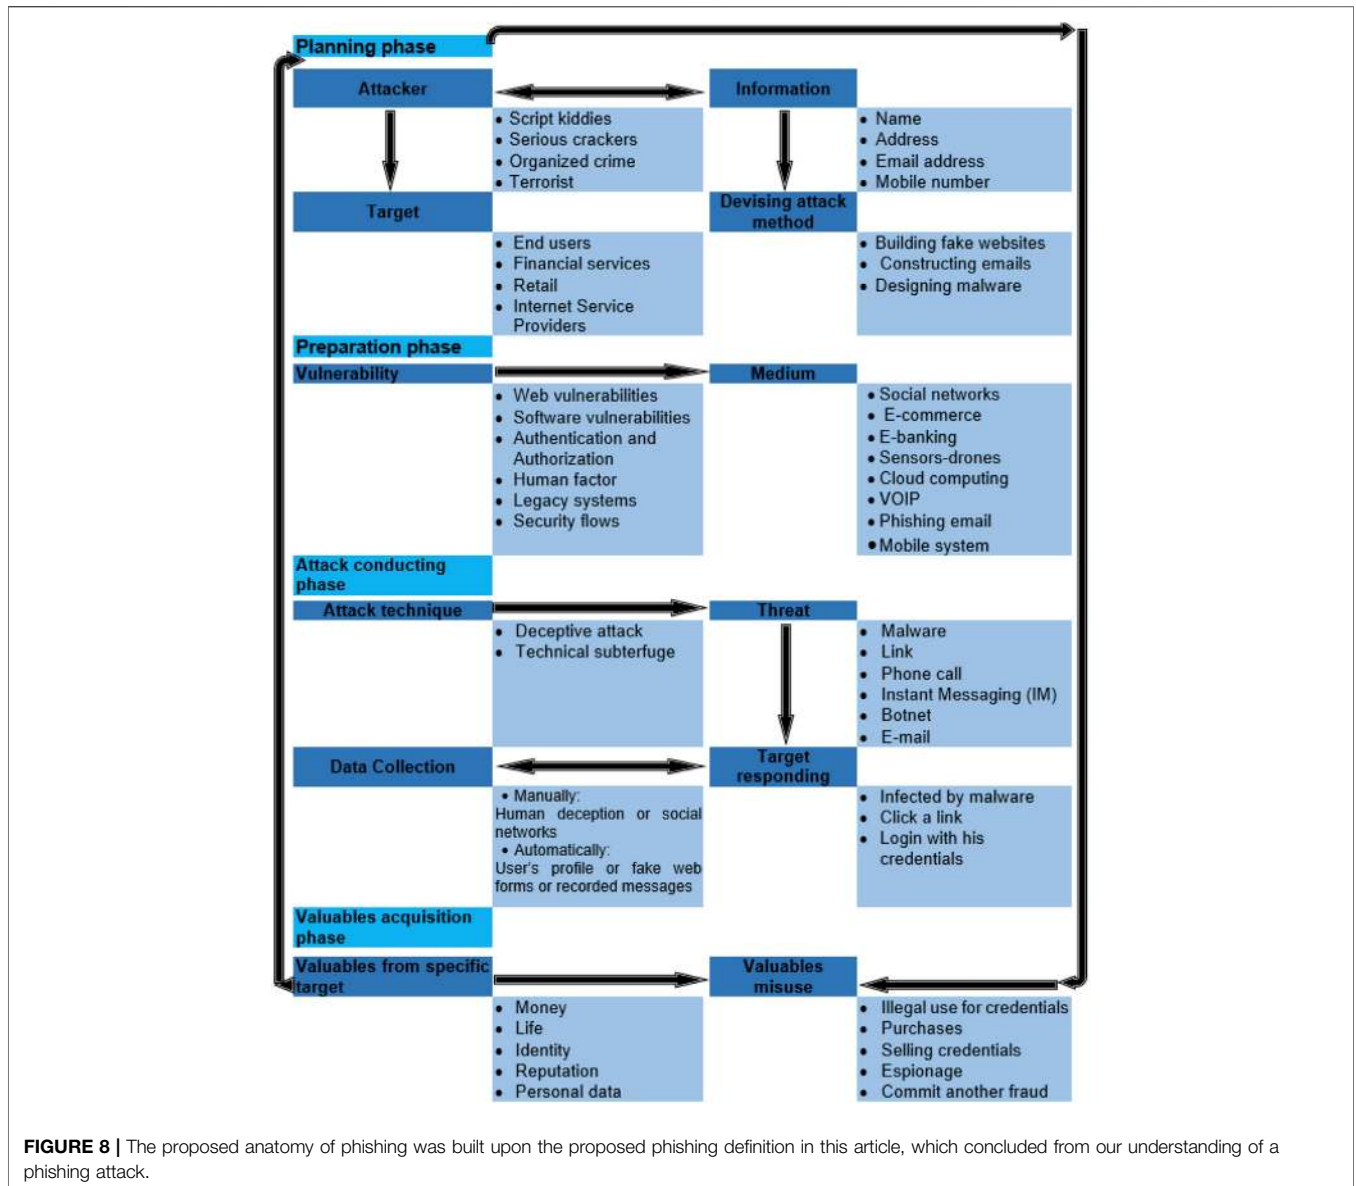 Planning phase
Attacker
Information
• Script kiddies
• Serious crackers
• Organized crime
• Terrorist
• Name
• Address
• Email address
• Mobile number
Target
Devising attack
method
• End users
• Financial services
• Retail
• Internet Service
Providers
• Building fake websites
• Constructing emails
• Designing malware
Preparation phase
Vulnerability
Medium
• Web vulnerabilities
• Software vulnerabilities
• Authentication and
Authorization
• Human factor
• Legacy systems
• Security flows
• Social networks
• E-commerce
• E-banking
• Sensors-drones
• Cloud computing
• VOIP
• Phishing email
• Mobile system
Attack conducting
phase
Attack technique
Threat
• Deceptive attack
• Technical subterfuge
• Malware
• Link
• Phone call
• Instant Messaging (IM)
• Botnet
• E-mail
Data Collection
Target
responding
• Manually:
Human deception or social
networks
• Automatically:
User's profile or fake web
forms or recorded messages
• Infected by malware
• Click a link
• Login with his
credentials
Valuables acquisition
phase
Valuables from specific
target
Valuables
misuse
• Money
• Life
• Identity
• Reputation
• Personal data
• Illegal use for credentials
• Purchases
• Selling credentials
• Espionage
• Commit another fraud
FIGURE 8 | The proposed anatomy of phishing was built upon the proposed phishing definition in this article, which concluded from our understanding of a
phishing attack.